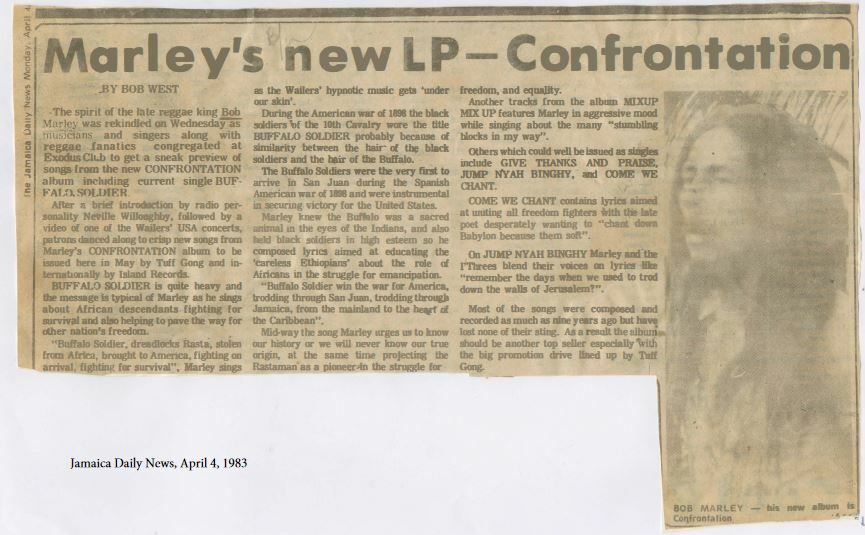 The Jamaica Daily News Monday, April 4,
Marley's new LP — Confrontation
BY BOB WEST
The spirit of the late reggae king Bob
Marley was rekindled on Wednesday as
musicians and singers along with
reggae fanatics congregated at
Exodus Club to get a sneak preview of
songs from the new CONFRONTATION
album including current single BUF-
FALO SOLDIER.
After a brief introduction by radio per-
sonality Neville Willoughby, followed by a
video of one of the Wailers' USA concerts,
patrons danced along to crisp new songs from
Marley's CONFRONTATION album to be
issued here in May by Tuff Gong and in-
ternationally by Island Records.
BUFFALO SOLDIER is quite heavy and
the message is typical of Marley as he sings
about African descendants fighting for
survival and also helping to pave the way for
other nation's freedom.
"Buffalo Soldier, dreadlocks Rasta, stolen
from Africa, brought to America, fighting on
arrival, fighting for survival", Marley sings
as the Wailers' hypnotic music gets 'under
our skin'.
During the American war of 1898 the black
soldiers of the 10th Cavalry wore the title
BUFFALO SOLDIER probably because of
similarity between the hair of the black
soldiers and the hair of the Buffalo.
The Buffalo Soldiers were the very first to
arrive in San Juan during the Spanish
American war of 1898 and were instrumental
in securing victory for the United States.
Marley knew the Buffalo was a sacred
animal in the eyes of the Indians, and also
held black soldiers in high esteem so he
composed lyrics aimed at educating the
'careless Ethiopians' about the role of
Africans in the struggle for emancipation.
"Buffalo Soldier win the war for America,
trodding through San Juan, trodding through
Jamaica, from the mainland to the heart of
the Caribbean".
Mid-way the song Marley urges us to know
our history or we will never know our true
origin, at the same time projecting the
Rastaman as a pioneer in the struggle for
freedom, and equality.
Another tracks from the album MIXUP
MIX UP features Marley in aggressive mood
while singing about the many "stumbling
blocks in my way".
Others which could well be issued as singles
include GIVE THANKS AND PRAISE,
JUMP NYAH BINGHY, and COME WE
CHANT.
COME WE CHANT contains lyrics aimed
at uniting all freedom fighters with the late
poet desperately wanting to "chant down
Babylon because them soft".
On JUMP NYAH BINGHY Marley and the
I'Threes blend their voices on lyrics like
"remember the days when we used to trod
down the walls of Jerusalem?".
Most of the songs were composed and
recorded as much as nine years ago but have
lost none of their sting. As a result the album
should be another top seller especially with
the big promotion drive lined up by Tuff
Gong.
BOB MARLEY — his new album is
Confrontation
Jamaica Daily News, April 4, 1983